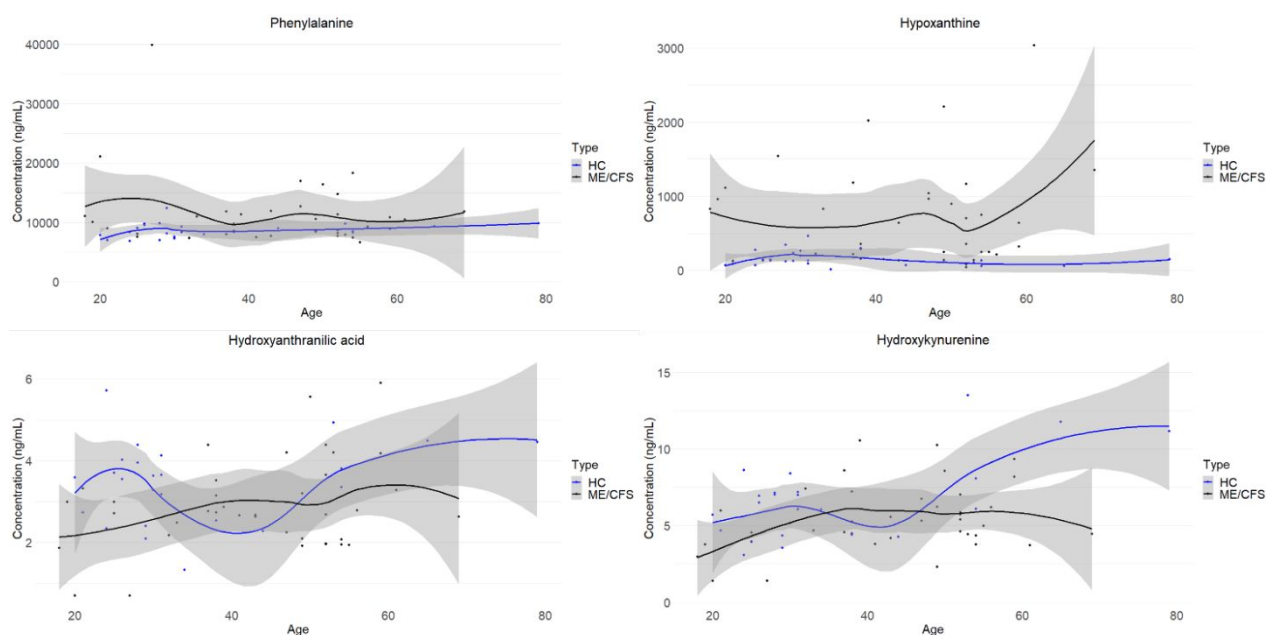 Phenylalanine
Concentration (ng/mL)
40000
30000
20000
10000
0
20
40
60
80
Age
Type
HC
ME/CFS
Hypoxanthine
Concentration (ng/mL)
3000
2000
1000
0
20
40
60
80
Age
Type
HC
ME/CFS
Hydroxyanthranilic acid
Concentration (ng/mL)
6
4
2
20
40
60
80
Age
Type
HC
ME/CFS
Hydroxykynurenine
Concentration (ng/mL)
15
10
5
0
20
40
60
80
Age
Type
HC
ME/CFS